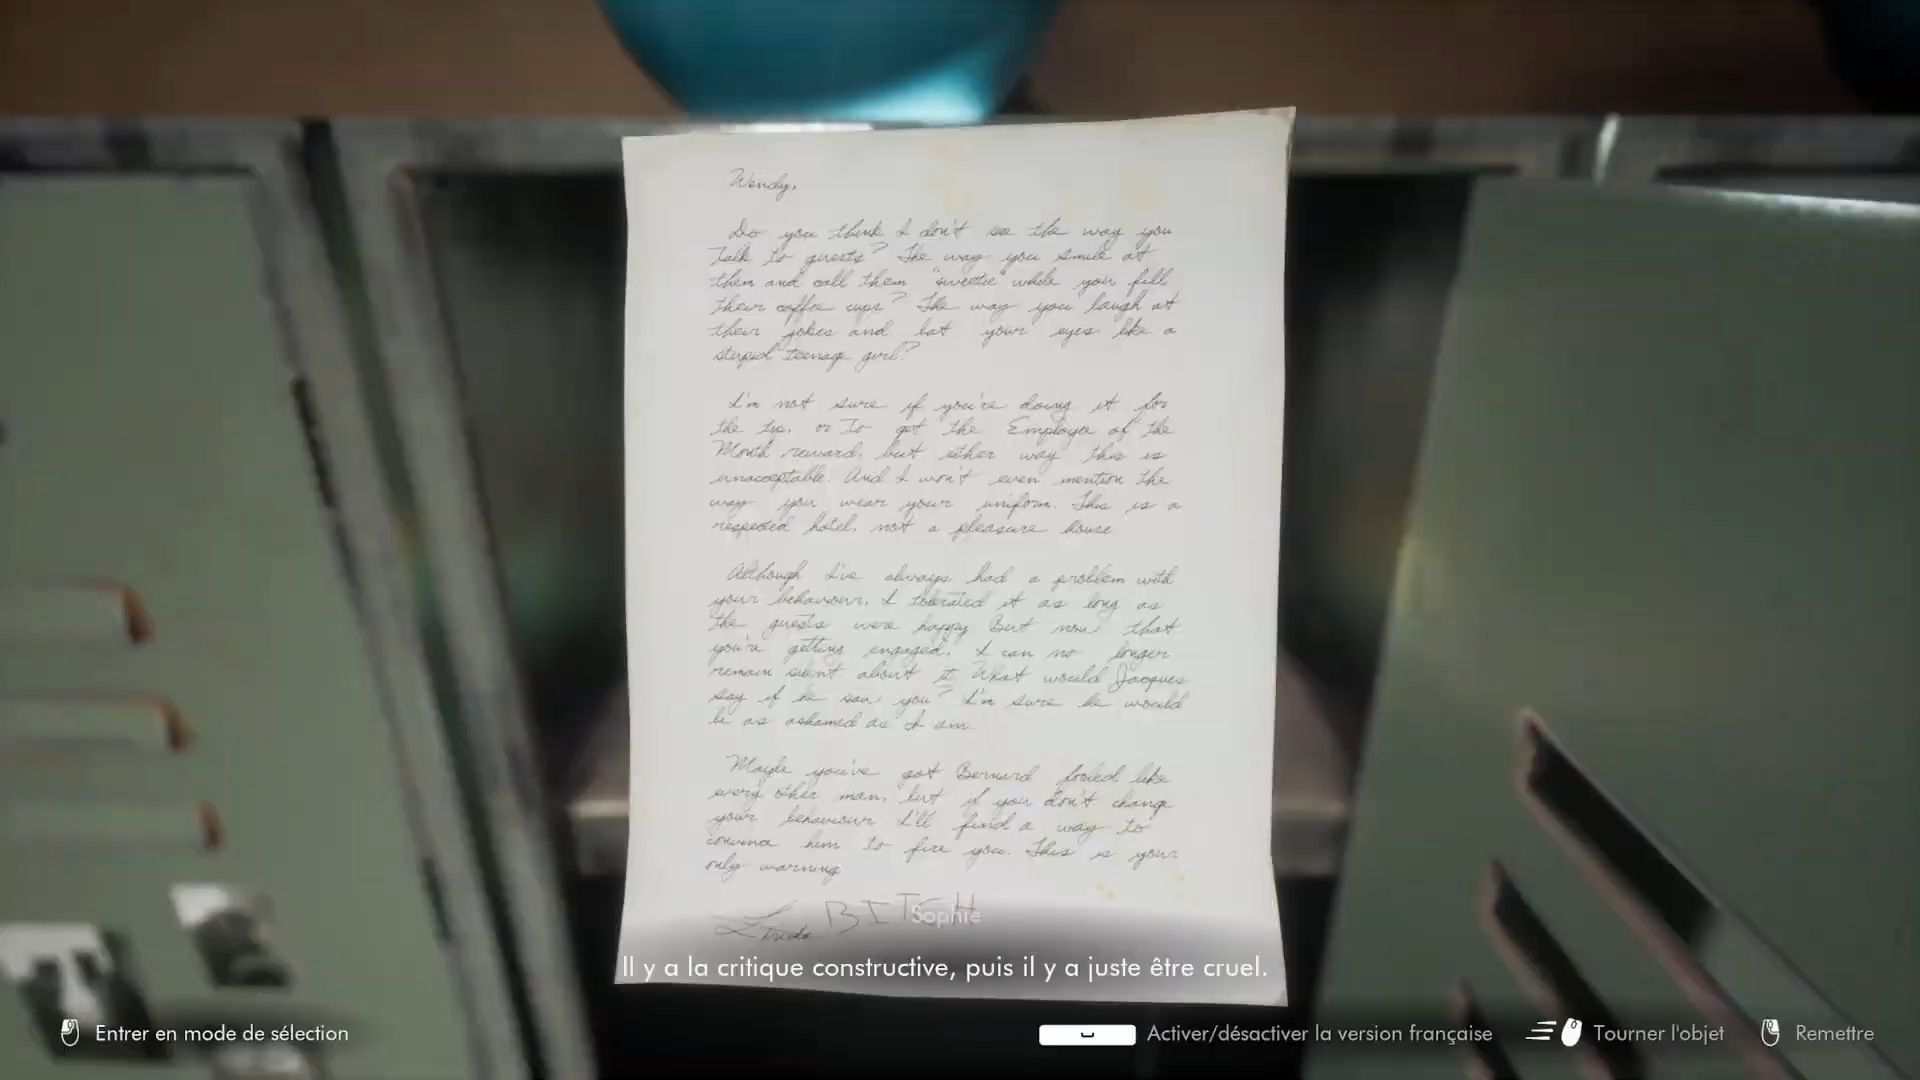 Wendy,
Do you think I don't see the way you
Talk to guests? The way you smile at
them and call them "sweetie" while you fill
their coffee cups? The way you laugh at
their jokes and bat your eyes like a
stupid teenage girl?
I'm not sure if you're doing it for
the tip, or To get the Employee of the
Month reward, but either way this is
unacceptable. And I won't even mention the
way you wear your uniform. This is a
respected hotel, not a pleasure house
Although I've always had a problem with
your behaviour, I tolerated it as long as
the guests were happy But now that
you're getting engaged, I can no longer
remain silent about it What would Jacques
say if he saw you? I'm sure he would
be as ashamed as I am
Maybe you've got Bernard fooled like
every other man, but if you don't change
your behaviour I'll find a way to
convince him to fire you. This is your
only warning
Linda BITCH
Sophie
Il y a la critique constructive, puis il y a juste être cruel.
Entrer en mode de sélection
Activer/désactiver la version française
Tourner l'objet
Remettre